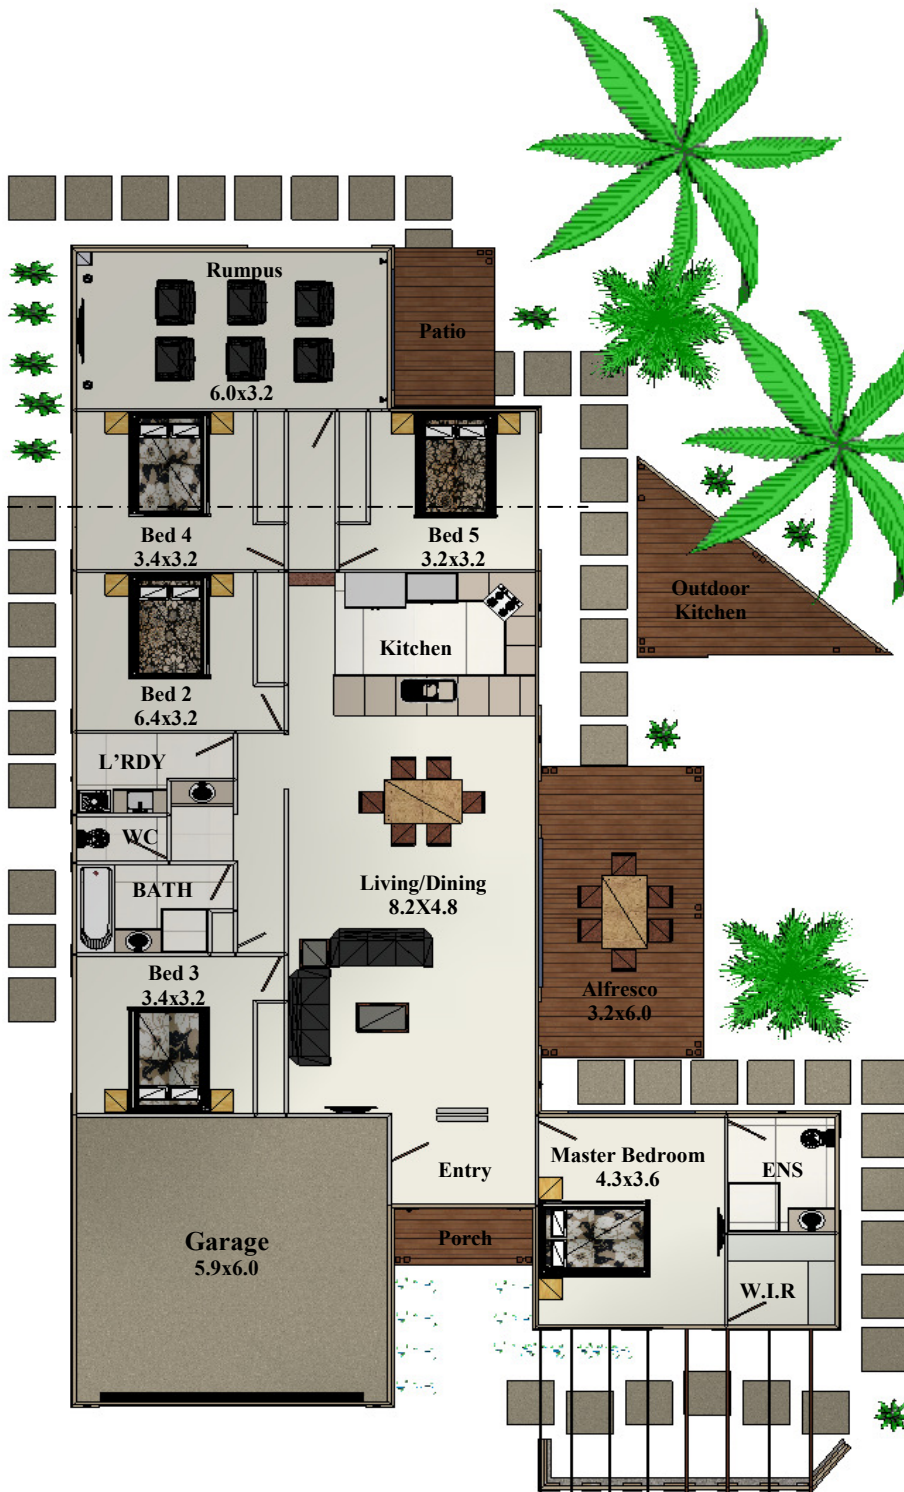 Rumpus
6.0x3.2
Patio
Bed 4
3.4x3.2
Bed 5
3.2x3.2
Outdoor
Kitchen
Kitchen
Bed 2
6.4x3.2
L’RDY
WC
BATH
Living/Dining
8.2X4.8
Bed 3
3.4x3.2
Alfresco
3.2x6.0
Master Bedroom
4.3x3.6
ENS
Entry
Garage
5.9x6.0
Porch
W.I.R